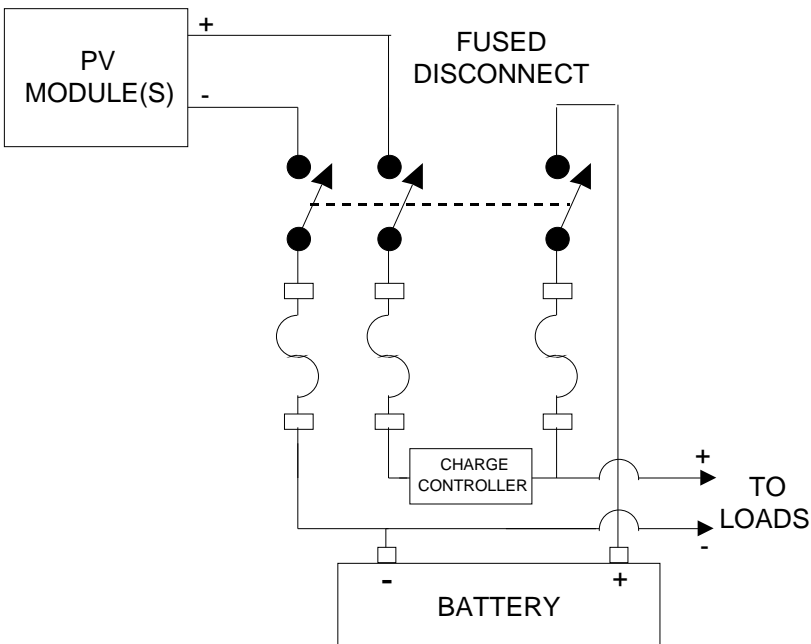 +
PV
MODULE(S)
-
FUSED
DISCONNECT
CHARGE
CONTROLLER
+
TO
LOADS
-
- +
BATTERY